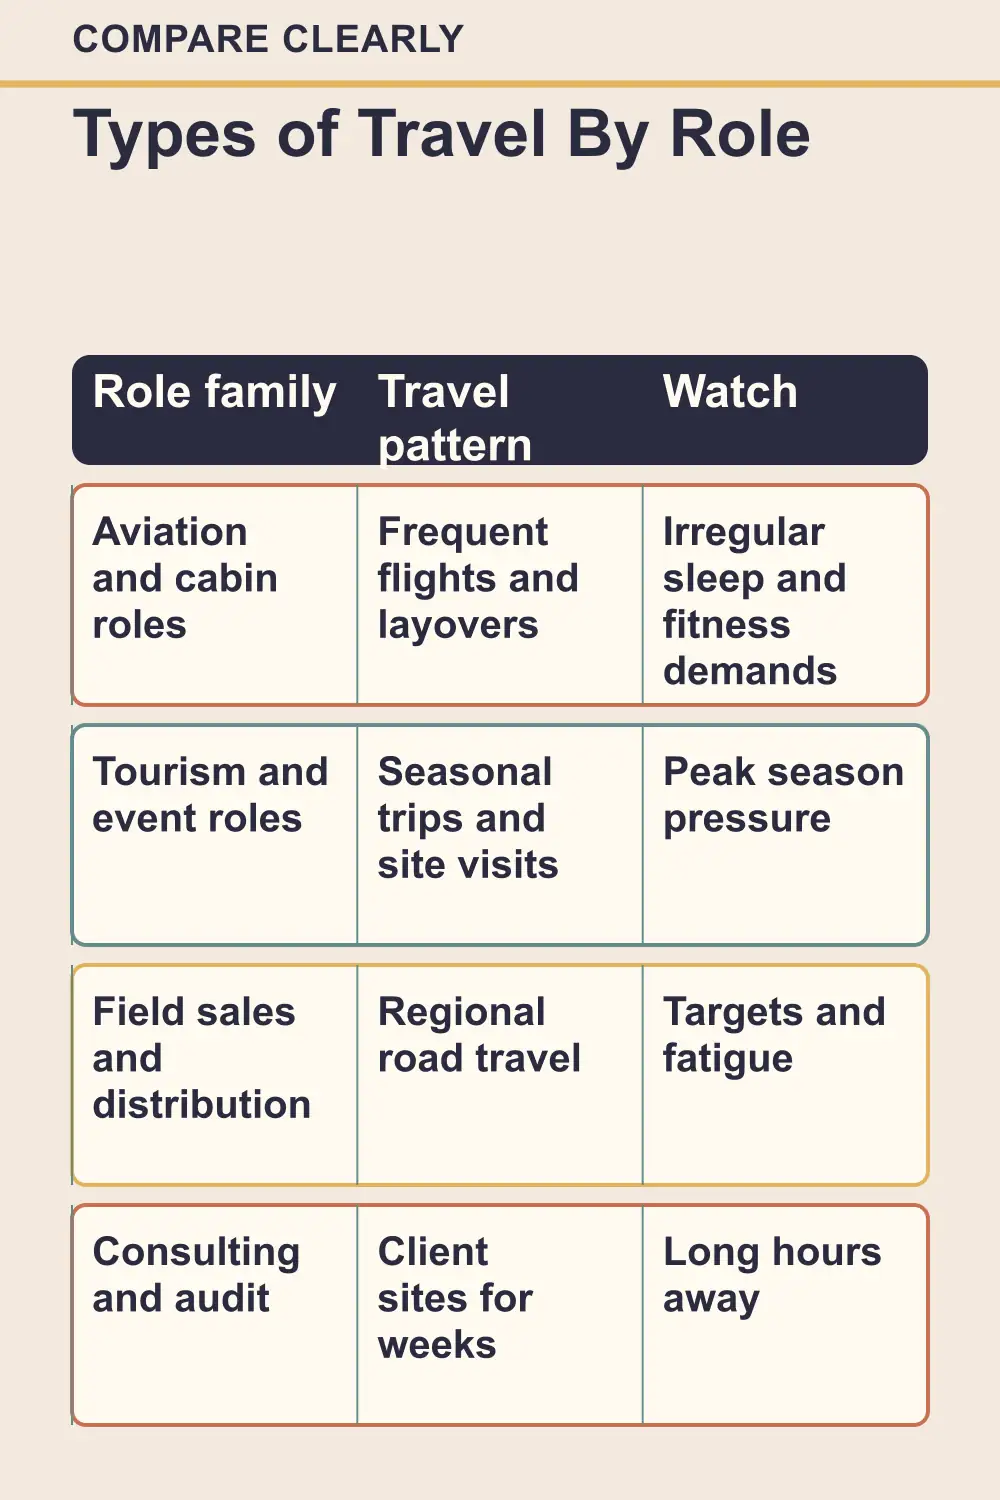 COMPARE CLEARLY
Types of Travel By Role
Role family
Travel
pattern
Watch
Aviation
and cabin
roles
Frequent
flights and
layovers
Irregular
sleep and
fitness
demands
Tourism and
event roles
Seasonal
trips and
site visits
Peak season
pressure
Field sales
and
distribution
Regional
road travel
Targets and
fatigue
Consulting
and audit
Client
sites for
weeks
Long hours
away